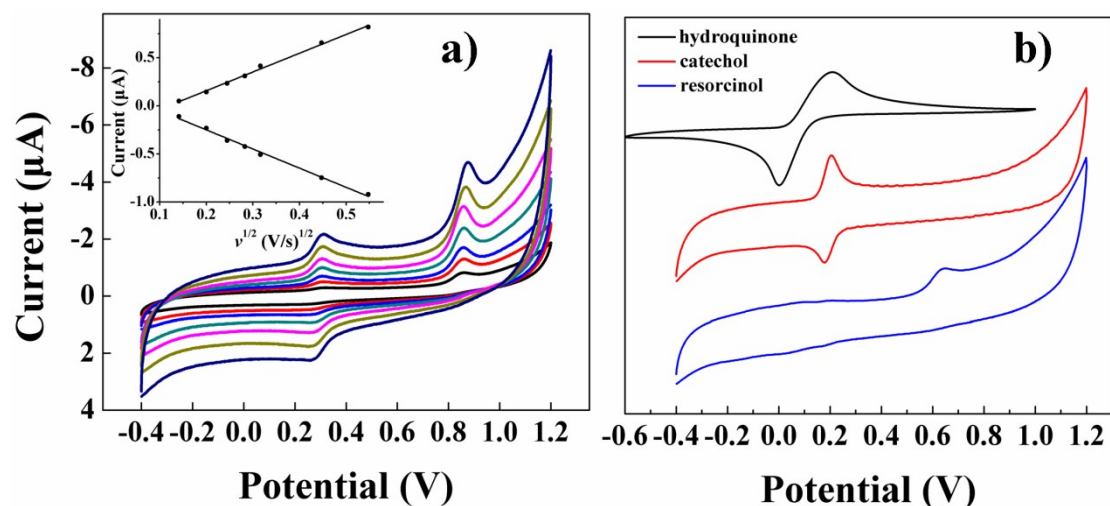 a)
Current (μA)
-8
-6
-4
-2
0
2
4
-0.4 -0.2 0.0 0.2 0.4 0.6 0.8 1.0 1.2
Potential (V)
Current (μA)
0.5
0.0
-0.5
-1.0
0.1 0.2 0.3 0.4 0.5
v1/2 (V/s)1/2
b)
hydroquinone
catechol
resorcinol
-0.6 -0.4 -0.2 0.0 0.2 0.4 0.6 0.8 1.0 1.2
Potential (V)